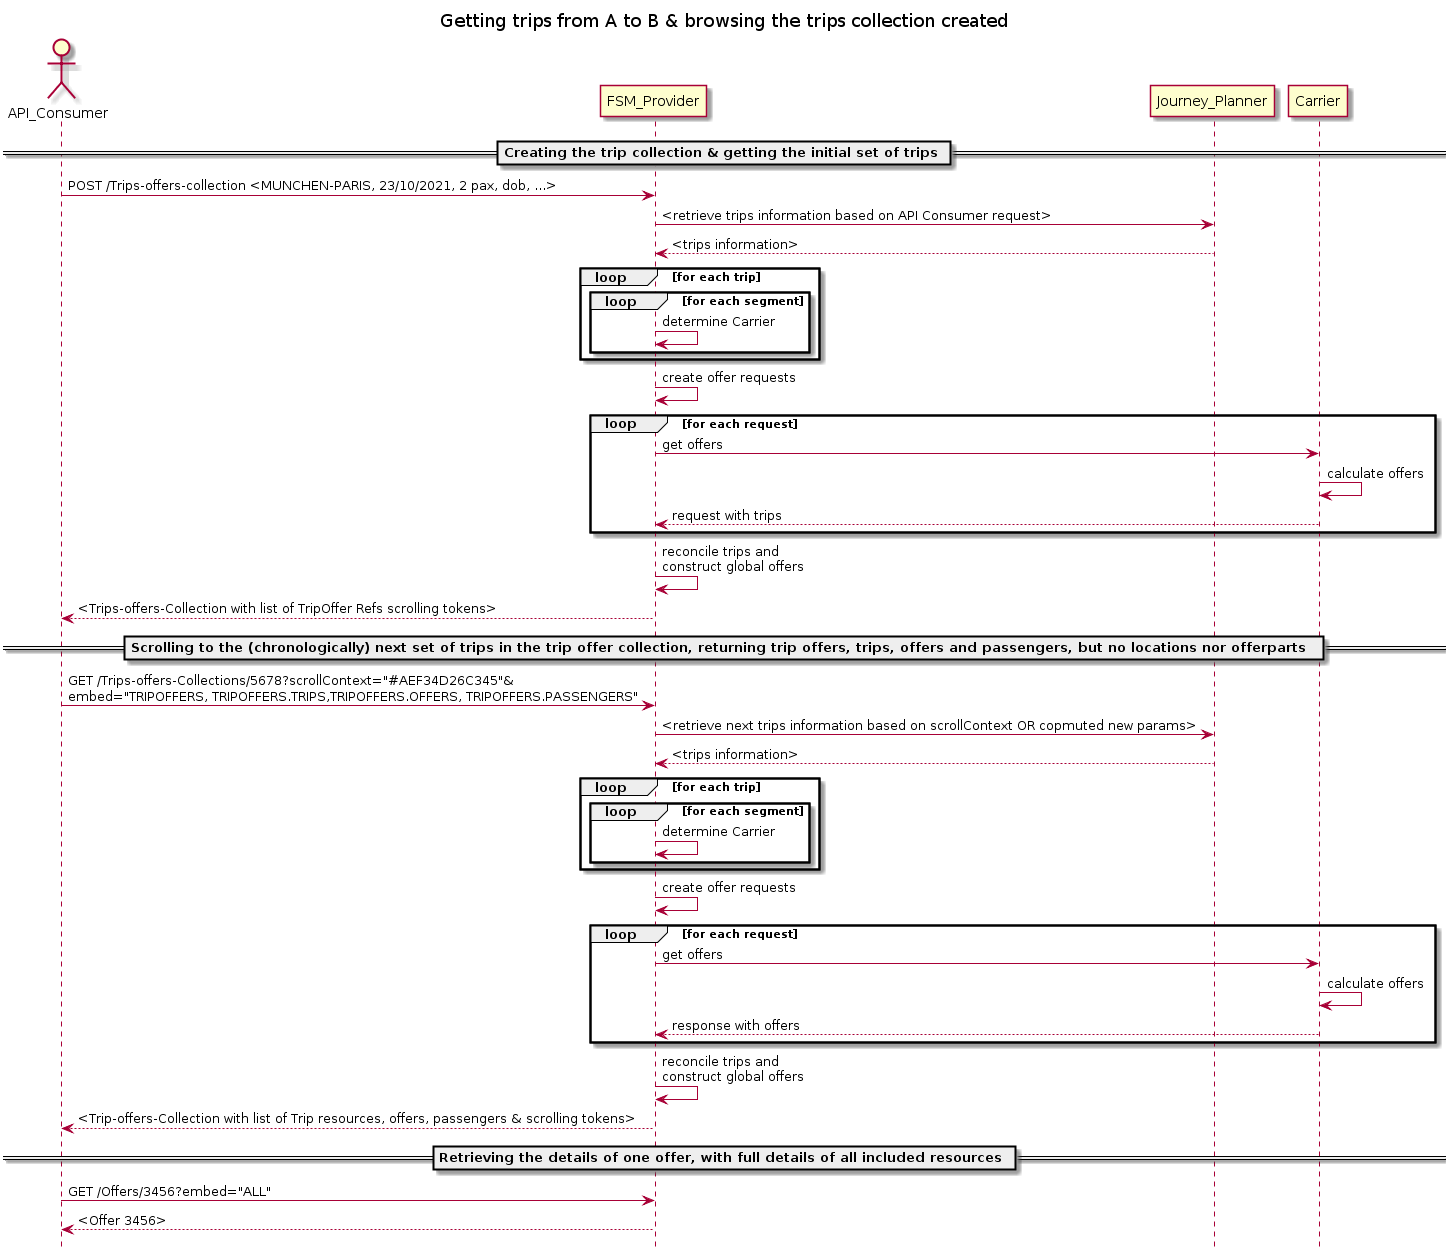 Getting trips from A to B & browsing the trips collection created
API_Consumer
FSM_Provider
Journey_Planner
Carrier
Creating the trip collection & getting the initial set of trips
POST /Trips-offers-collection <MUNCHEN-PARIS, 23/10/2021, 2 pax, dob, ...>
<retrieve trips information based on API Consumer request>
<trips information>
loop [for each trip]
loop [for each segment]
determine Carrier
create offer requests
loop [for each request]
get offers
calculate offers
request with trips
reconcile trips and
construct global offers
<Trips-offers-Collection with list of TripOffer Refs scrolling tokens>
Scrolling to the (chronologically) next set of trips in the trip offer collection, returning trip offers, trips, offers and passengers, but no locations nor offerparts
GET /Trips-offers-Collections/5678?scrollContext="#AEF34D26C345"&
embed="TRIPOFFERS, TRIPOFFERS.TRIPS,TRIPOFFERS.OFFERS, TRIPOFFERS.PASSENGERS"
<retrieve next trips information based on scrollContext OR copmuted new params>
<trips information>
loop [for each trip]
loop [for each segment]
determine Carrier
create offer requests
loop [for each request]
get offers
calculate offers
response with offers
reconcile trips and
construct global offers
<Trip-offers-Collection with list of Trip resources, offers, passengers & scrolling tokens>
Retrieving the details of one offer, with full details of all included resources
GET /Offers/3456?embed="ALL"
<Offer 3456>